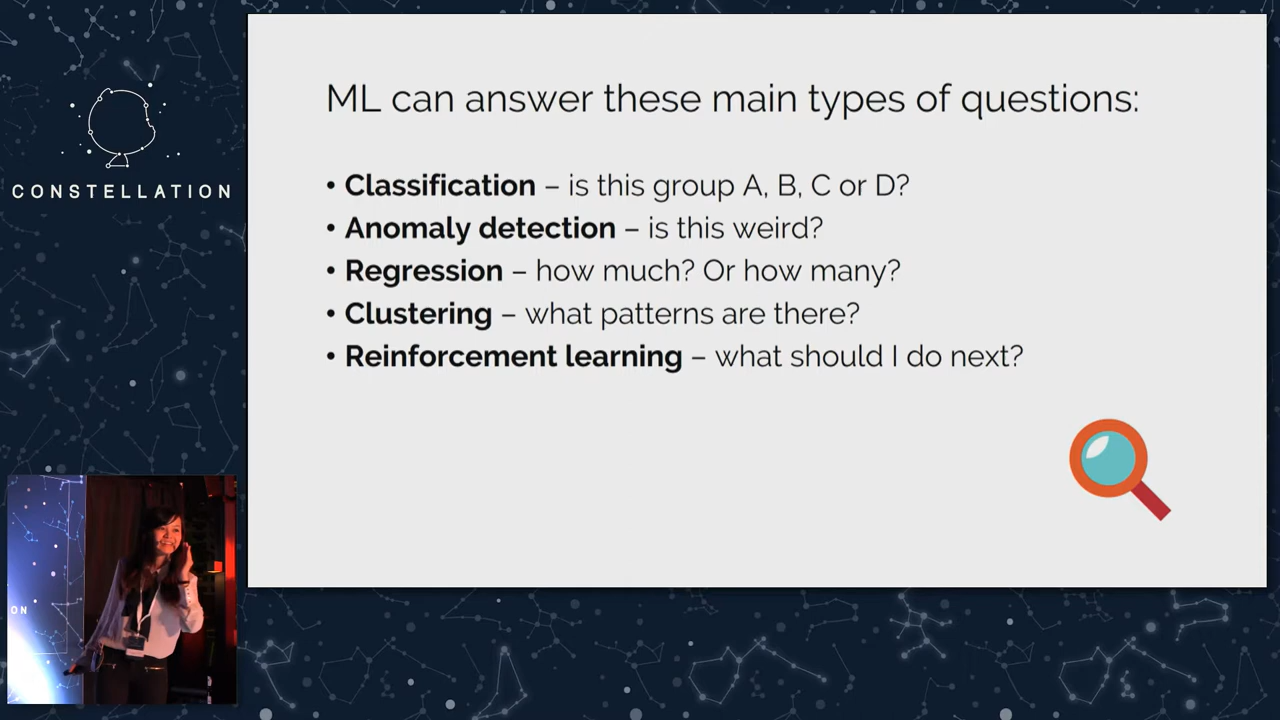 CONSTELLATION
ML can answer these main types of questions:
• Classification – is this group A, B, C or D?
• Anomaly detection – is this weird?
• Regression – how much? Or how many?
• Clustering – what patterns are there?
• Reinforcement learning – what should I do next?
ON